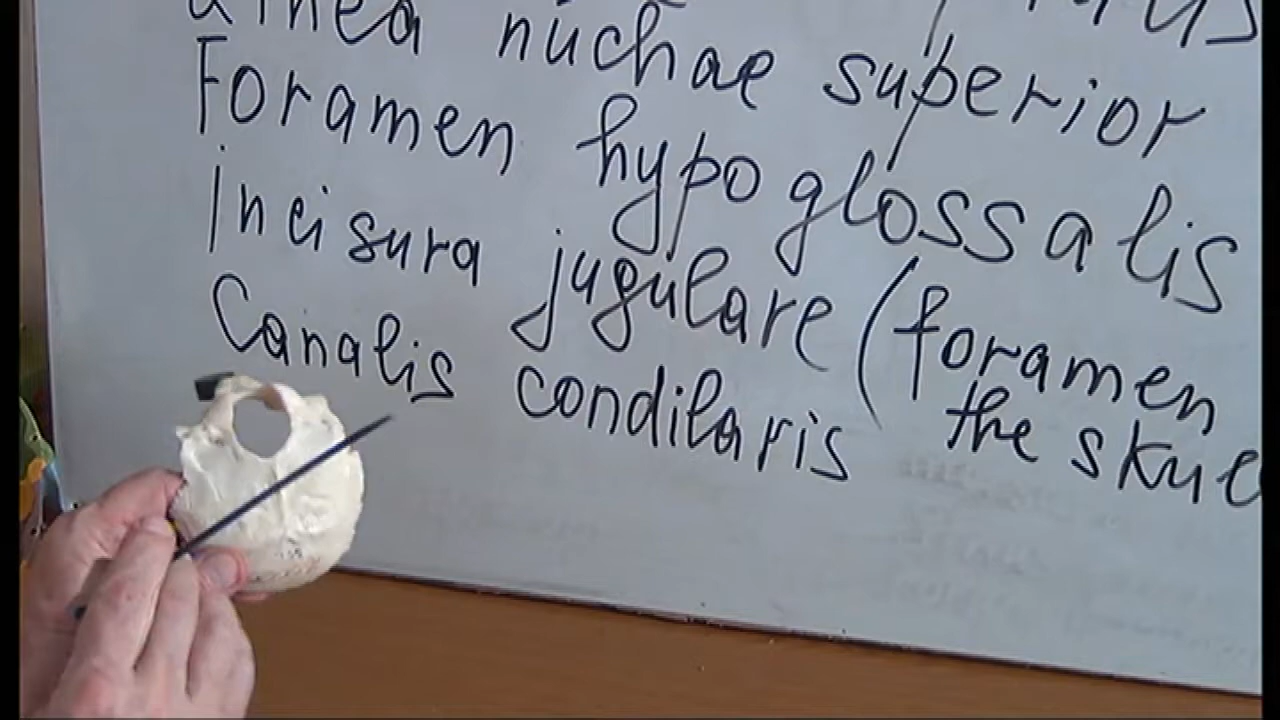 nuchae superior
Foramen hypoglossalis
incisura jugulare (foramen
the skul
Canalis condilaris